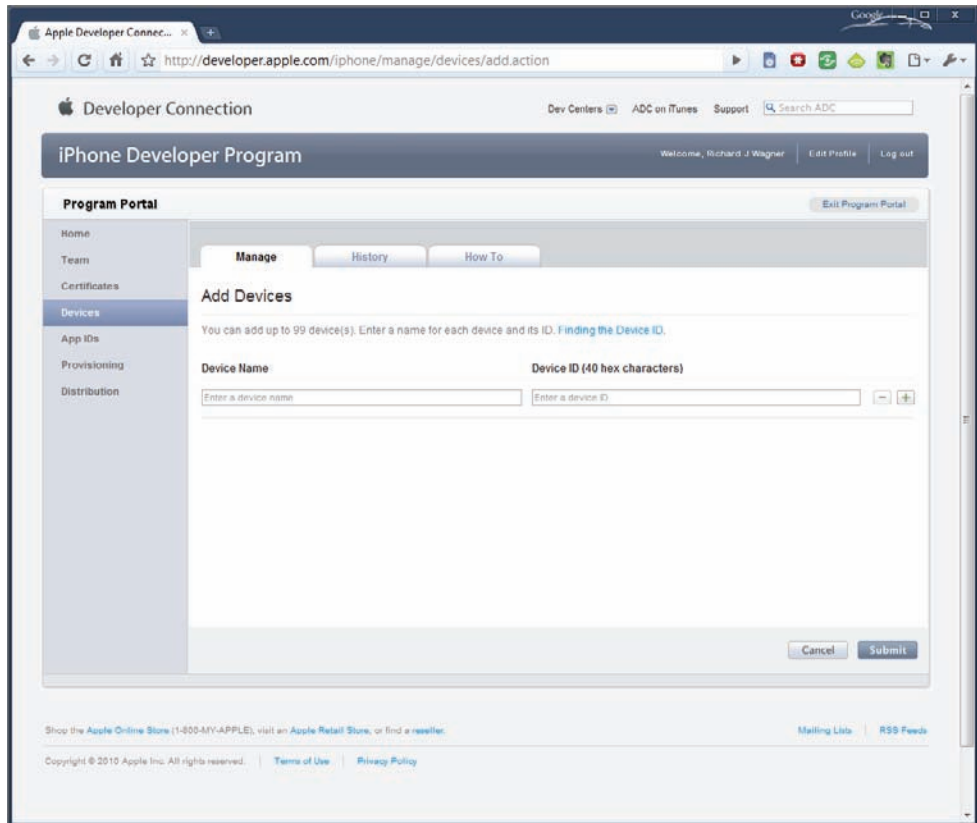 Google
Apple Developer Connec...
http://developer.apple.com/iphone/manage/devices/add.action
Developer Connection
Dev Centers ADC on iTunes Support Search ADC
iPhone Developer Program
Welcome, Richard J Wagner Edit Profile Log out
Program Portal
Exit Program Portal
Home
Team
Certificates
Devices
App IDs
Provisioning
Distribution
Manage History How To
Add Devices
You can add up to 99 device(s). Enter a name for each device and its ID. Finding the Device ID.
Device Name Device ID (40 hex characters)
Enter a device name Enter a device ID
Cancel Submit
Shop the Apple Online Store (1-800-MY-APPLE), visit an Apple Retail Store, or find a reseller.
Mailing Lists RSS Feeds
Copyright © 2010 Apple Inc. All rights reserved. Terms of Use Privacy Policy